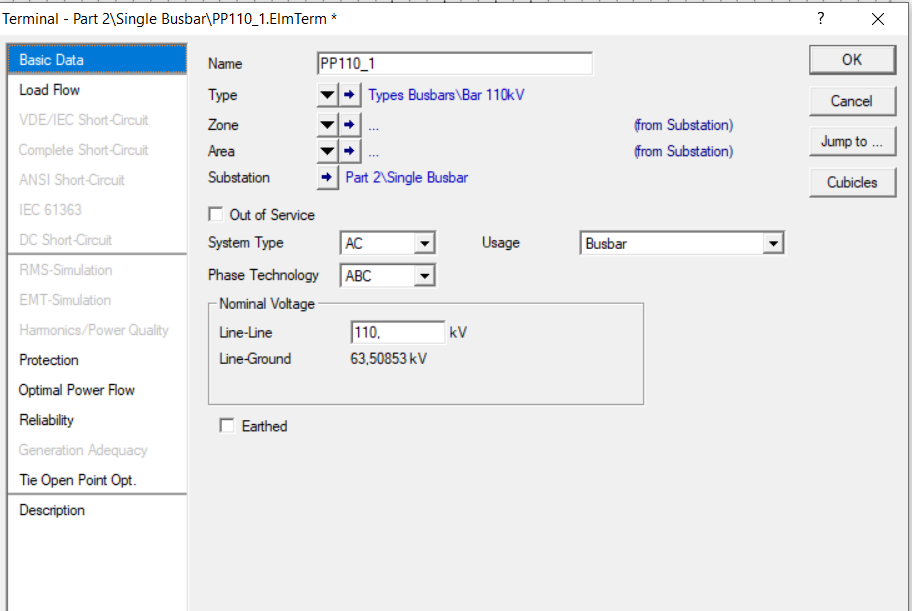 Terminal - Part 2\Single Busbar\PP110_1.ElmTerm *
?
Basic Data
Load Flow
VDE/IEC Short-Circuit
Complete Short-Circuit
ANSI Short-Circuit
IEC 61363
DC Short-Circuit
RMS-Simulation
EMT-Simulation
Harmonics/Power Quality
Protection
Optimal Power Flow
Reliability
Generation Adequacy
Tie Open Point Opt.
Description
Name PP110_1
Type Types Busbars\Bar 110kV
Zone ... (from Substation)
Area ... (from Substation)
Substation Part 2\Single Busbar
Out of Service
System Type AC Usage Busbar
Phase Technology ABC
Nominal Voltage
Line-Line 110, kV
Line-Ground 63,50853 kV
Earthed
OK
Cancel
Jump to ...
Cubicles